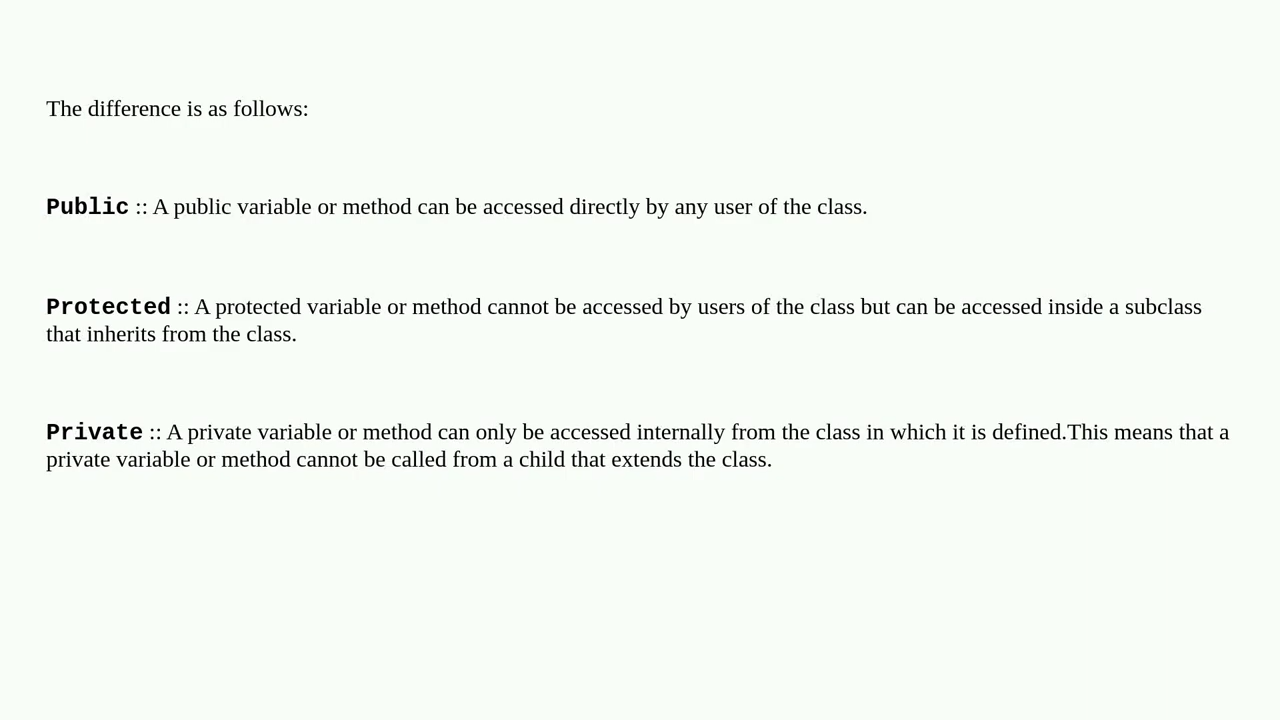 The difference is as follows:
Public :: A public variable or method can be accessed directly by any user of the class.
Protected :: A protected variable or method cannot be accessed by users of the class but can be accessed inside a subclass
that inherits from the class.
Private :: A private variable or method can only be accessed internally from the class in which it is defined.This means that a
private variable or method cannot be called from a child that extends the class.